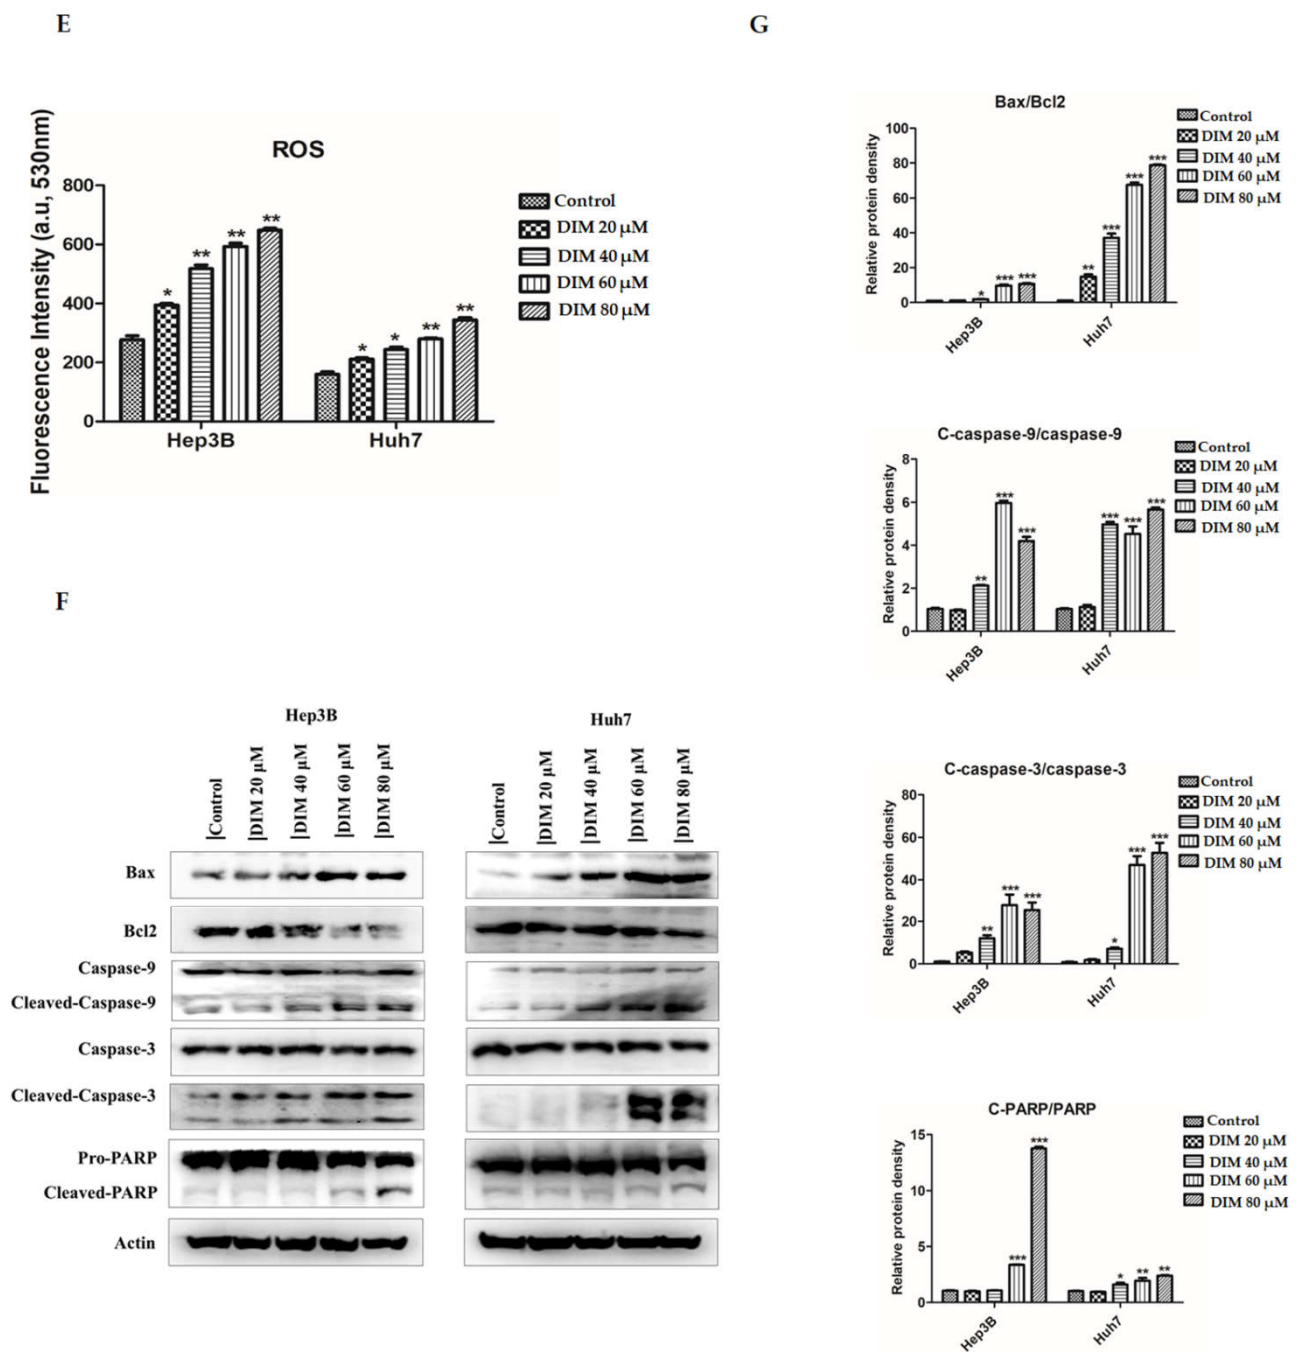 E
ROS
Fluorescence Intensity (a.u, 530nm)
800
600
400
200
0
* ** ** **
* * ** **
Hep3B Huh7
Control
DIM 20 µM
DIM 40 µM
DIM 60 µM
DIM 80 µM
F
Hep3B
|Control |DIM 20 µM |DIM 40 µM |DIM 60 µM |DIM 80 µM
Huh7
|Control |DIM 20 µM |DIM 40 µM |DIM 60 µM |DIM 80 µM
Bax
Bcl2
Caspase-9
Cleaved-Caspase-9
Caspase-3
Cleaved-Caspase-3
Pro-PARP
Cleaved-PARP
Actin
G
Bax/Bcl2
Relative protein density
100
80
60
40
20
0
* *** ***
** *** *** ***
Hep3B Huh7
Control
DIM 20 µM
DIM 40 µM
DIM 60 µM
DIM 80 µM
C-caspase-9/caspase-9
Relative protein density
8
6
4
2
0
** *** ***
*** *** ***
Hep3B Huh7
Control
DIM 20 µM
DIM 40 µM
DIM 60 µM
DIM 80 µM
C-caspase-3/caspase-3
Relative protein density
80
60
40
20
0
** *** ***
* *** ***
Hep3B Huh7
Control
DIM 20 µM
DIM 40 µM
DIM 60 µM
DIM 80 µM
C-PARP/PARP
Relative protein density
15
10
5
0
*** ***
* ** **
Hep3B Huh7
Control
DIM 20 µM
DIM 40 µM
DIM 60 µM
DIM 80 µM